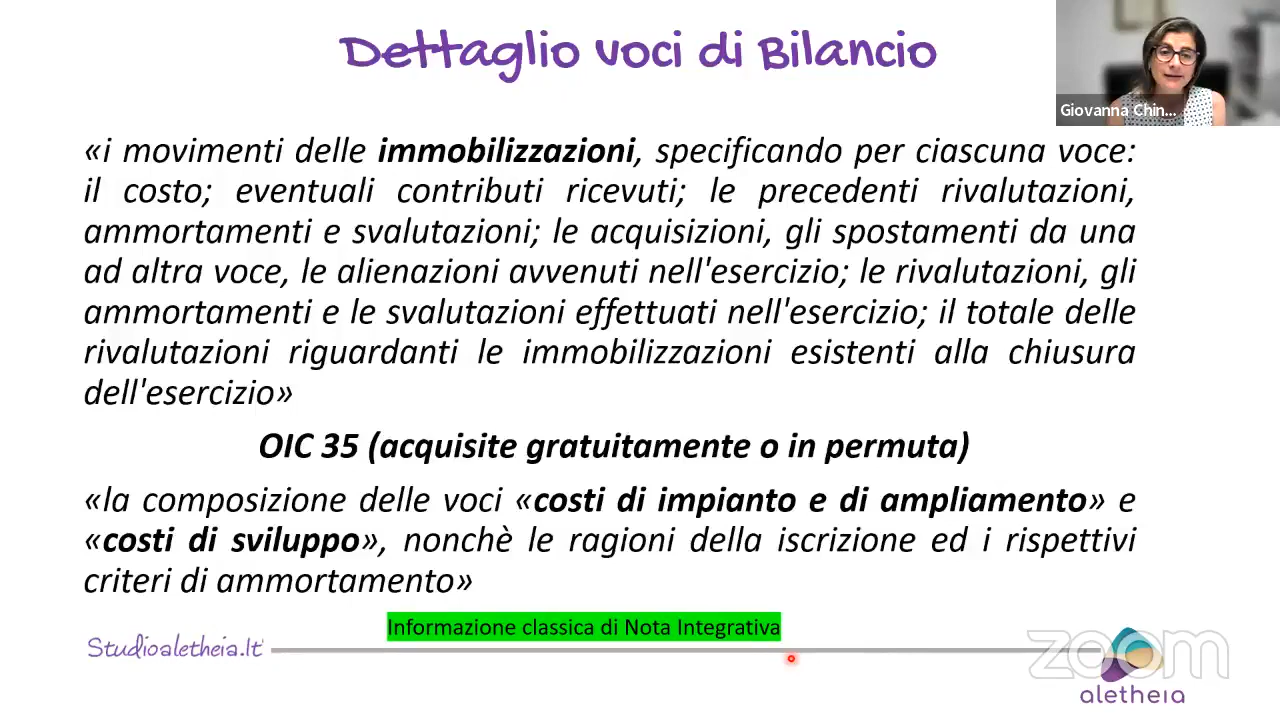 Dettaglio voci di Bilancio
Giovanna Chin...
«i movimenti delle immobilizzazioni, specificando per ciascuna voce:
il costo; eventuali contributi ricevuti; le precedenti rivalutazioni,
ammortamenti e svalutazioni; le acquisizioni, gli spostamenti da una
ad altra voce, le alienazioni avvenuti nell'esercizio; le rivalutazioni, gli
ammortamenti e le svalutazioni effettuati nell'esercizio; il totale delle
rivalutazioni riguardanti le immobilizzazioni esistenti alla chiusura
dell'esercizio»
OIC 35 (acquisite gratuitamente o in permuta)
«la composizione delle voci «costi di impianto e di ampliamento» e
«costi di sviluppo», nonchè le ragioni della iscrizione ed i rispettivi
criteri di ammortamento»
Informazione classica di Nota Integrativa
Studioaletheia.It
zoom
aletheia